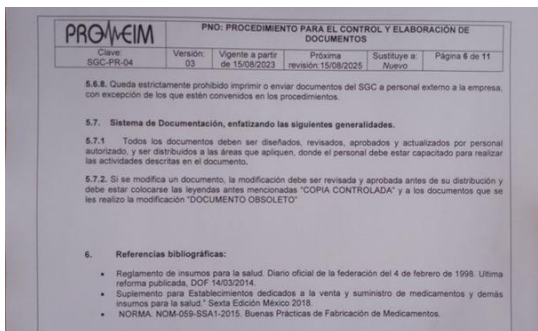 PROMEIM
PNO: PROCEDIMIENTO PARA EL CONTROL Y ELABORACIÓN DE
DOCUMENTOS
Clave: Versión: Vigente a partir Próxima Sustituye a: Página 6 de 11
SGC-PR-04 03 de 15/08/2023 revisión:15/08/2025 Nuevo
5.6.8. Queda estrictamente prohibido imprimir o enviar documentos del SGC a personal externo a la empresa,
con excepción de los que estén convenidos en los procedimientos.
5.7. Sistema de Documentación, enfatizando las siguientes generalidades.
5.7.1 Todos los documentos deben ser diseñados, revisados, aprobados y actualizados por personal
autorizado, y ser distribuidos a las áreas que apliquen, donde el personal debe estar capacitado para realizar
las actividades descritas en el documento.
5.7.2. Si se modifica un documento, la modificación debe ser revisada y aprobada antes de su distribución y
debe estar colocarse las leyendas antes mencionadas "COPIA CONTROLADA" y a los documentos que se
les realizo la modificación "DOCUMENTO OBSOLETO"
6. Referencias bibliográficas:
• Reglamento de insumos para la salud. Diario oficial de la federación del 4 de febrero de 1998. Ultima
reforma publicada, DOF 14/03/2014.
• Suplemento para Establecimientos dedicados a la venta y suministro de medicamentos y demás
insumos para la salud." Sexta Edición México 2018.
• NORMA. NOM-059-SSA1-2015. Buenas Prácticas de Fabricación de Medicamentos.